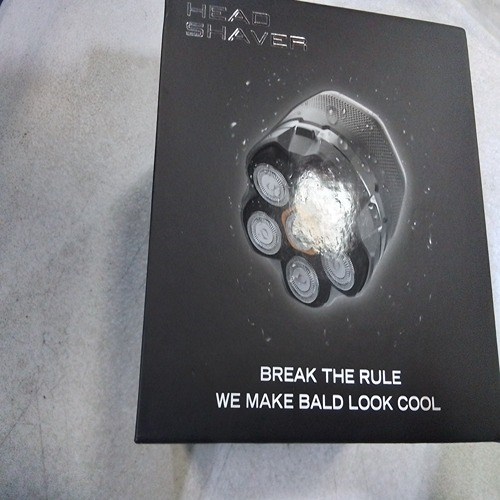 HEAD
SHAVER
BREAK THE RULE
WE MAKE BALD LOOK COOL